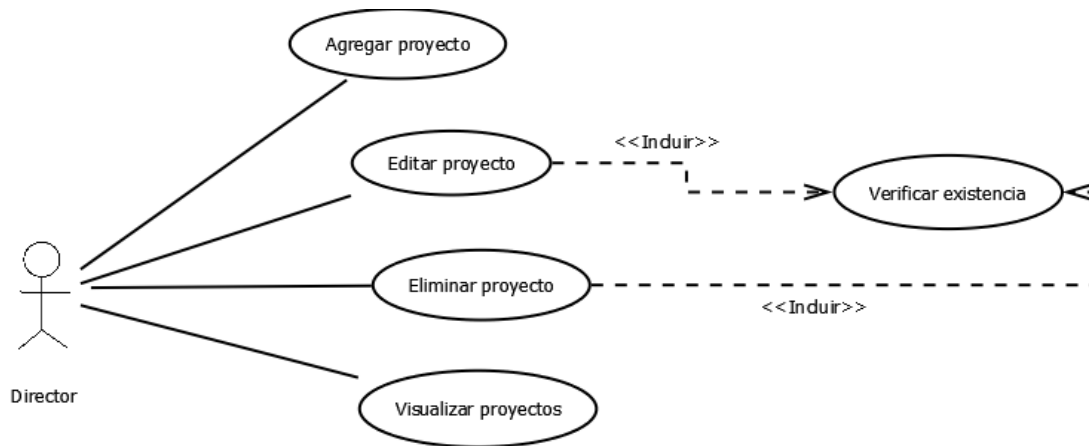 Agregar proyecto
<<Incluir>>
Editar proyecto
Verificar existencia
Eliminar proyecto
<<Incluir>>
Director
Visualizar proyectos